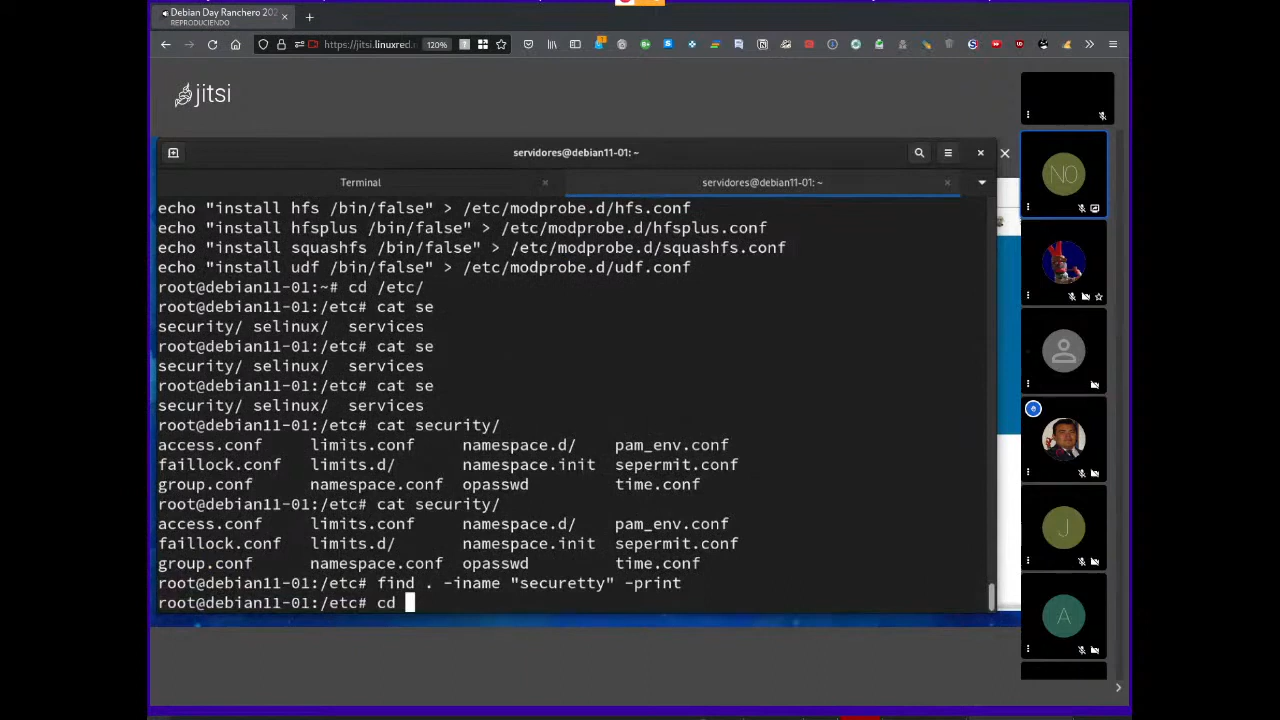 Debian Day Ranchero 202
REPRODUCIENDO
https://jitsi.linuxred.
120%
jitsi
servidores@debian11-01: ~
Terminal
servidores@debian11-01: ~
echo "install hfs /bin/false" > /etc/modprobe.d/hfs.conf
echo "install hfsplus /bin/false" > /etc/modprobe.d/hfsplus.conf
echo "install squashfs /bin/false" > /etc/modprobe.d/squashfs.conf
echo "install udf /bin/false" > /etc/modprobe.d/udf.conf
root@debian11-01:~# cd /etc/
root@debian11-01:/etc# cat se
security/ selinux/  services
root@debian11-01:/etc# cat se
security/ selinux/  services
root@debian11-01:/etc# cat se
security/ selinux/  services
root@debian11-01:/etc# cat security/
access.conf     limits.conf     namespace.d/    pam_env.conf
faillock.conf   limits.d/       namespace.init  sepermit.conf
group.conf      namespace.conf  opasswd         time.conf
root@debian11-01:/etc# cat security/
access.conf     limits.conf     namespace.d/    pam_env.conf
faillock.conf   limits.d/       namespace.init  sepermit.conf
group.conf      namespace.conf  opasswd         time.conf
root@debian11-01:/etc# find . -iname "securetty" -print
root@debian11-01:/etc# cd
NO
J
A